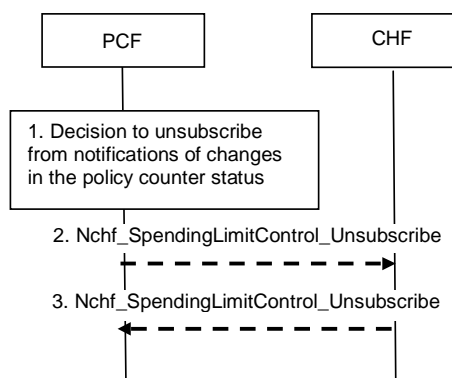 PCF
CHF
1. Decision to unsubscribe
from notifications of changes
in the policy counter status
2. Nchf_SpendingLimitControl_Unsubscribe
3. Nchf_SpendingLimitControl_Unsubscribe